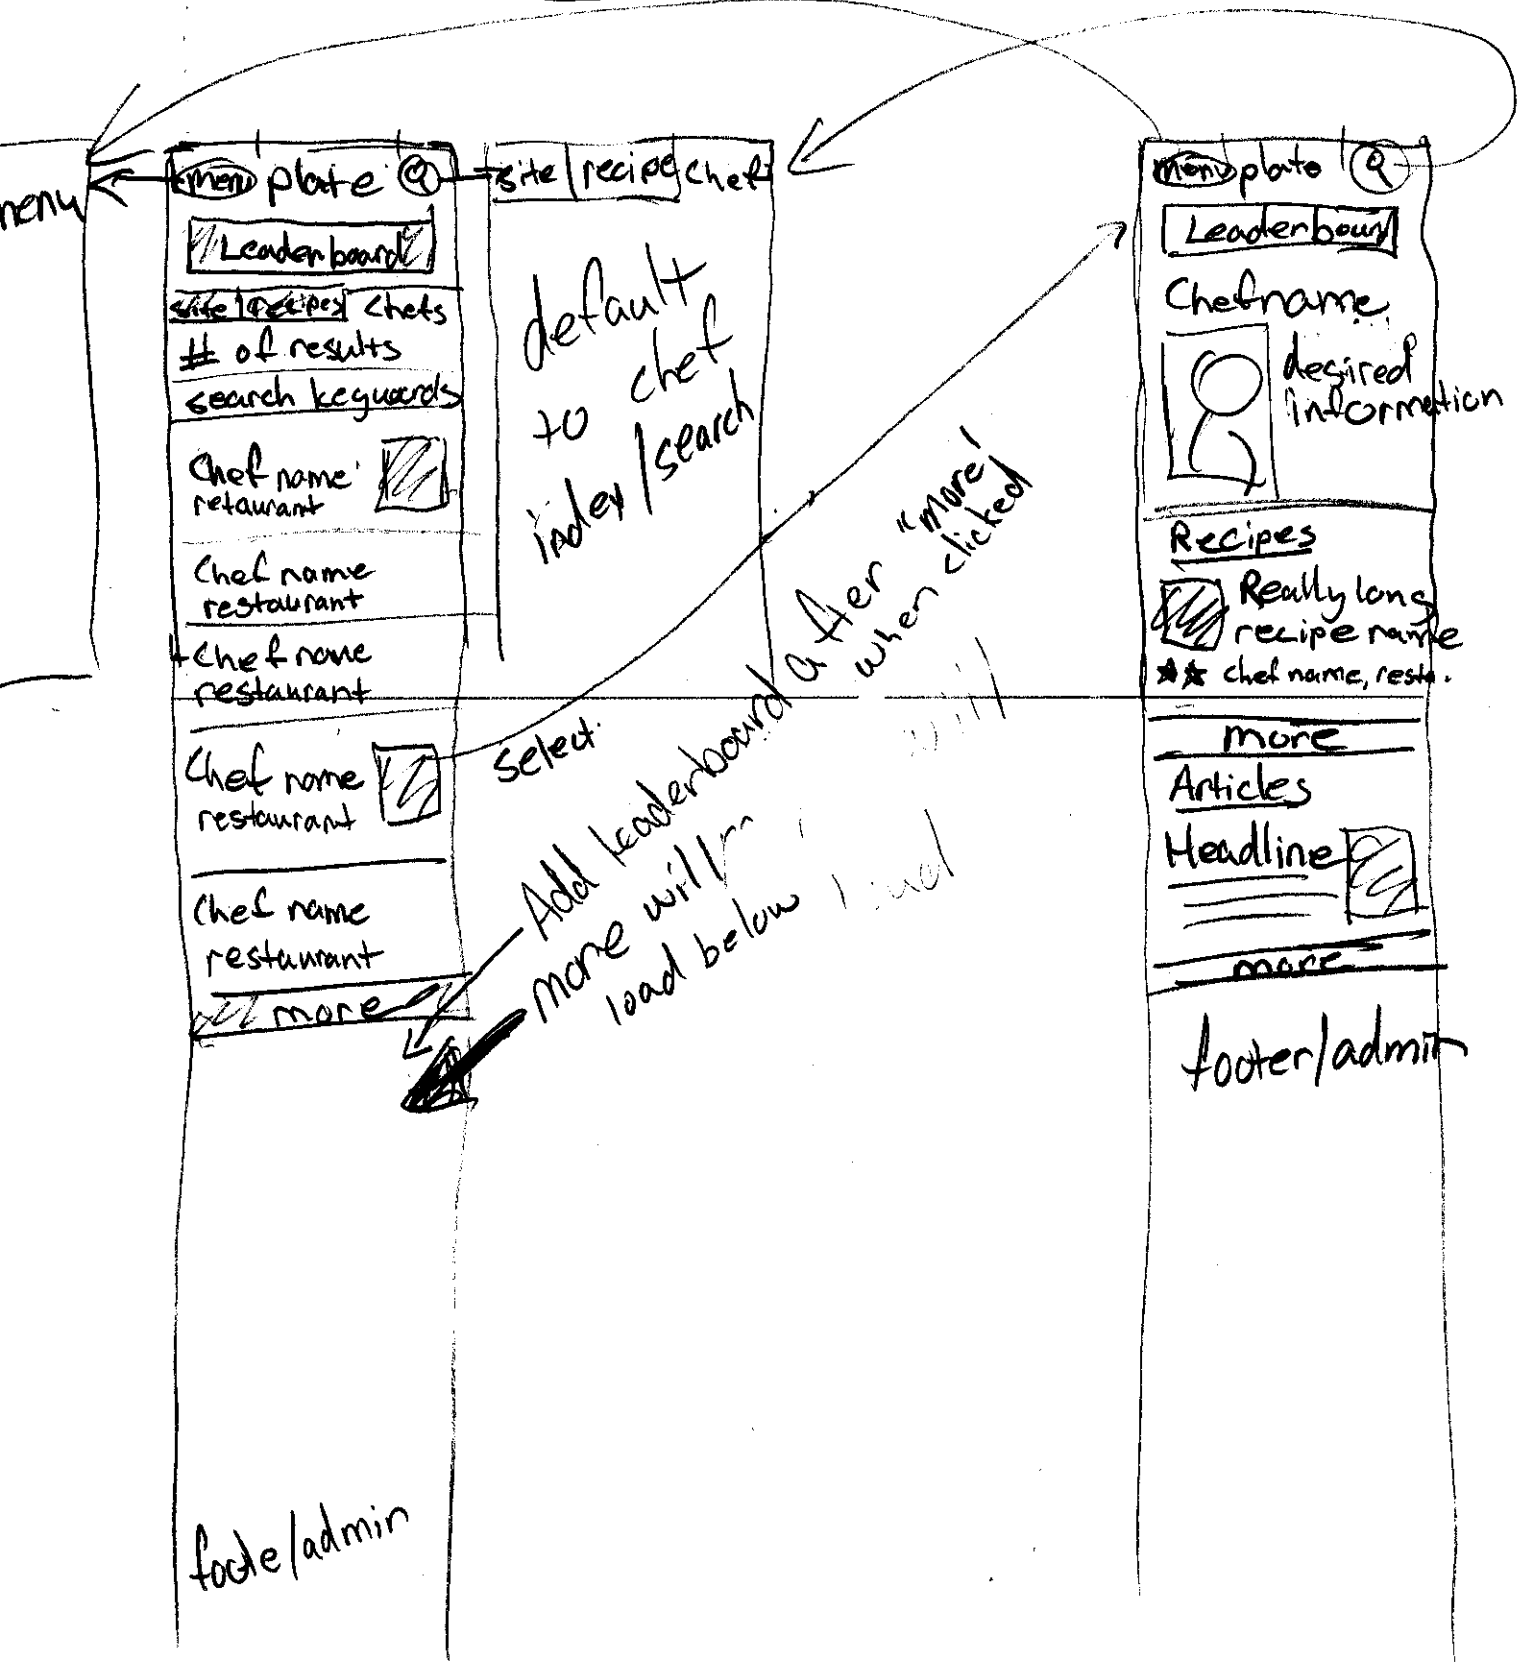 menu
menu plate
Leaderboard
site recipes chefs
# of results
search keywords
Chef name
retaurant
Chef name
restaurant
Chef name
restaurant
Chef name
restaurant
Chef name
restaurant
more
foote/admin
site recipe chef
default
to chef
index/search
select.
Add leaderboard after "more"
when clicked
more will
load below
will
load
menu plate
Leaderboard
Chefname
desired
information
Recipes
Really long
recipe name
★★ chef name, resta.
more
Articles
Headline
more
footer/admin